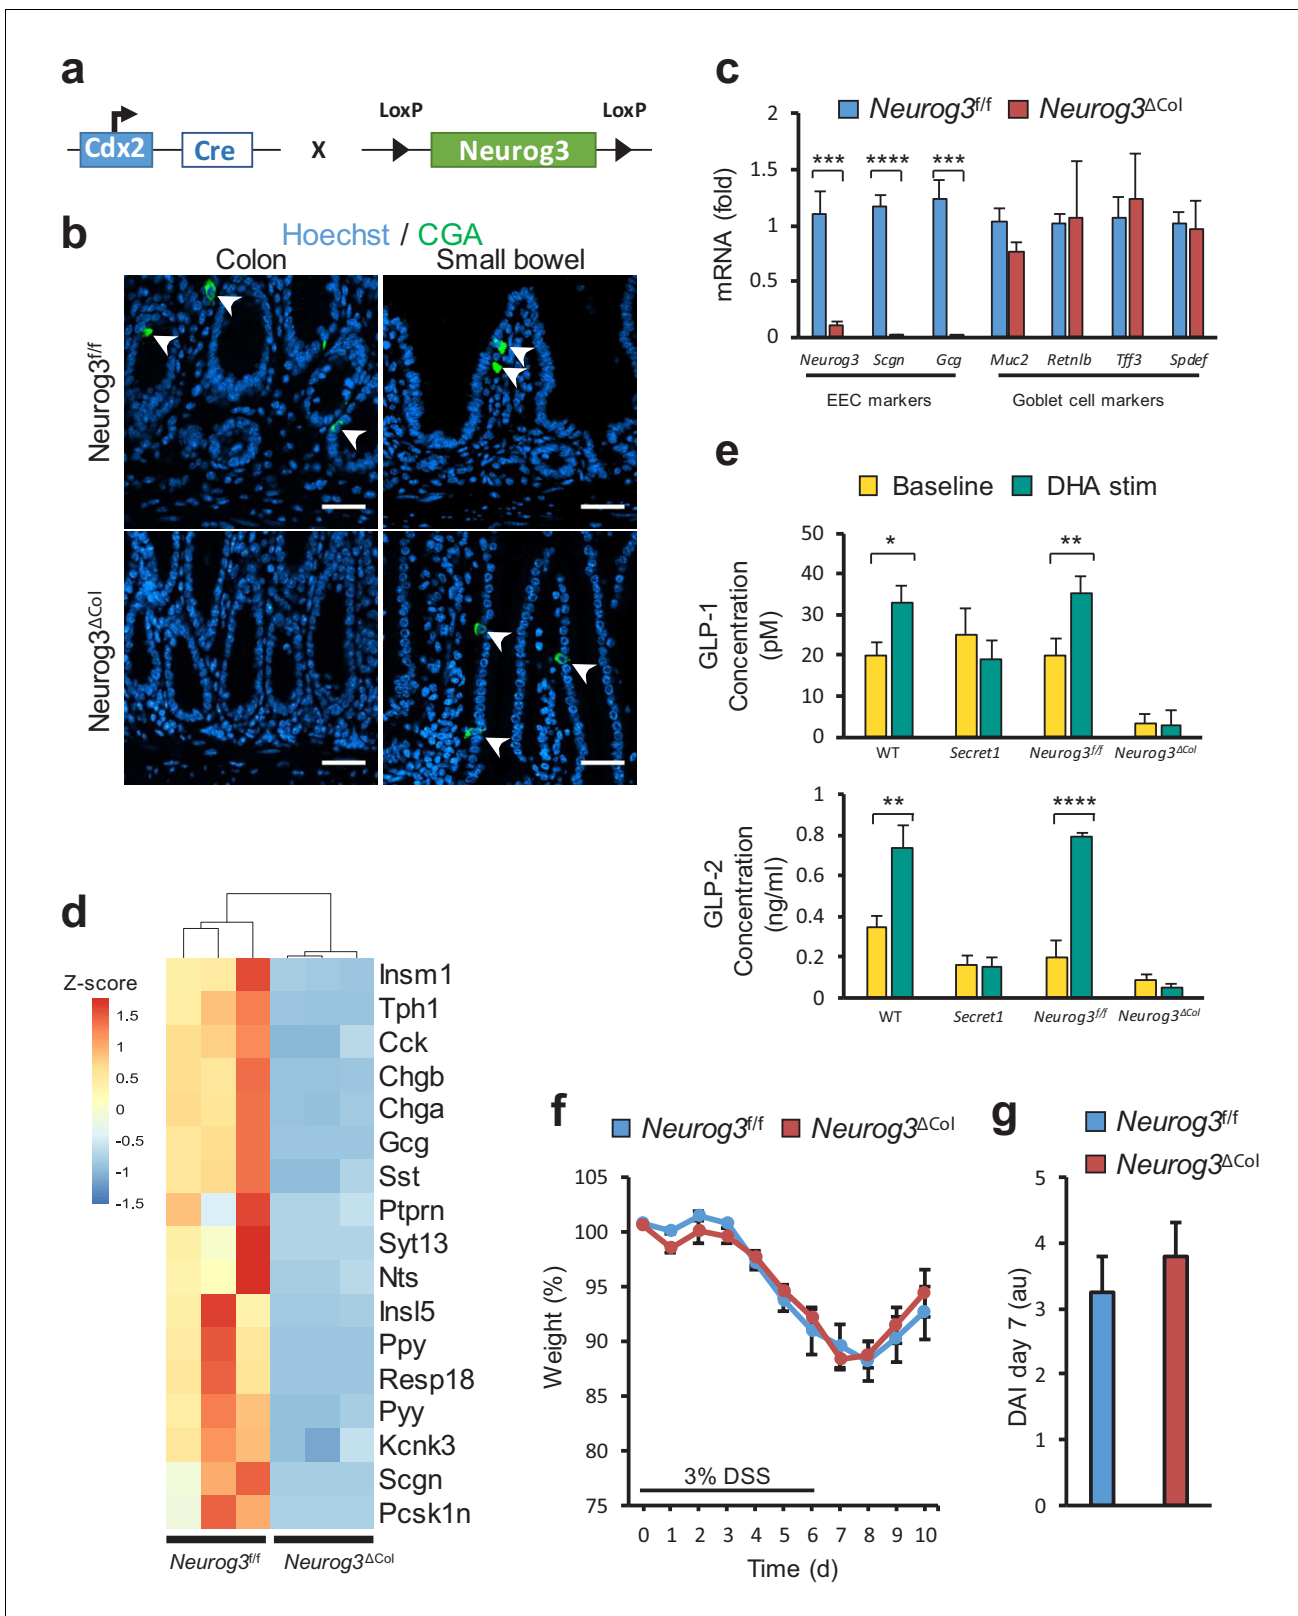 a
LoxP LoxP
Cdx2 Cre X Neurog3
b
Hoechst / CGA
Colon Small bowel
Neurog3f/f
Neurog3ΔCol
c
Neurog3f/f Neurog3ΔCol
mRNA (fold)
2
1.5
1
0.5
0
*** **** ***
Neurog3 Scgn Gcg Muc2 Retnlb Tff3 Spdef
EEC markers Goblet cell markers
e
Baseline DHA stim
GLP-1
Concentration
(pM)
50
40
30
20
10
0
* **
WT Secret1 Neurog3f/f Neurog3ΔCol
GLP-2
Concentration
(ng/ml)
1
0.8
0.6
0.4
0.2
0
** ****
WT Secret1 Neurog3f/f Neurog3ΔCol
d
Z-score
1.5
1
0.5
0
-0.5
-1
-1.5
Insm1
Tph1
Cck
Chgb
Chga
Gcg
Sst
Ptprn
Syt13
Nts
Insl5
Ppy
Resp18
Pyy
Kcnk3
Scgn
Pcsk1n
Neurog3f/f Neurog3ΔCol
f
Neurog3f/f Neurog3ΔCol
Weight (%)
105
100
95
90
85
80
75
3% DSS
0 1 2 3 4 5 6 7 8 9 10
Time (d)
g
Neurog3f/f
Neurog3ΔCol
DAI day 7 (au)
5
4
3
2
1
0